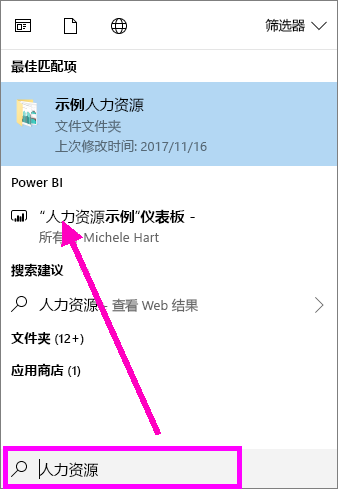 筛选器
最佳匹配项
示例人力资源
文件文件夹
上次修改时间: 2017/11/16
Power BI
“人力资源示例”仪表板 -
所有 Michele Hart
搜索建议
人力资源 - 查看 Web 结果
文件夹 (12+)
应用商店 (1)
人力资源